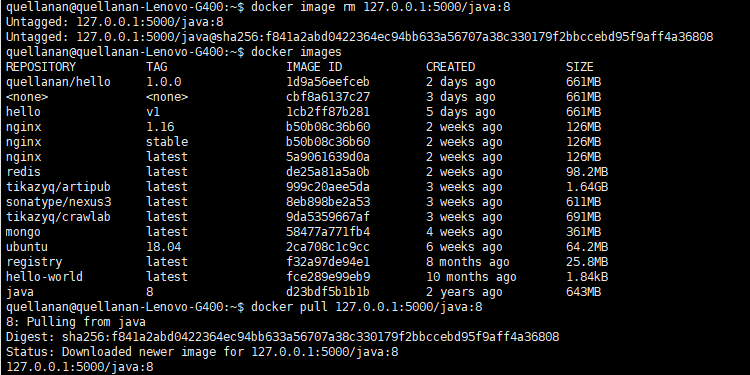 quellanan@quellanan-Lenovo-G400:~$ docker image rm 127.0.0.1:5000/java:8
Untagged: 127.0.0.1:5000/java:8
Untagged: 127.0.0.1:5000/java@sha256:f841a2abd0422364ec94bb633a56707a38c330179f2bbccebd95f9aff4a36808
quellanan@quellanan-Lenovo-G400:~$ docker images
REPOSITORY TAG IMAGE ID CREATED SIZE
quellanan/hello 1.0.0 1d9a56eefceb 2 days ago 661MB
<none> <none> cbf8a6137c27 3 days ago 661MB
hello v1 1cb2ff87b281 5 days ago 661MB
nginx 1.16 b50b08c36b60 2 weeks ago 126MB
nginx stable b50b08c36b60 2 weeks ago 126MB
nginx latest 5a9061639d0a 2 weeks ago 126MB
redis latest de25a81a5a0b 2 weeks ago 98.2MB
tikazyq/artipub latest 999c20aee5da 3 weeks ago 1.64GB
sonatype/nexus3 latest 8eb898be2a53 3 weeks ago 611MB
tikazyq/crawlab latest 9da5359667af 3 weeks ago 691MB
mongo latest 58477a771fb4 4 weeks ago 361MB
ubuntu 18.04 2ca708c1c9cc 6 weeks ago 64.2MB
registry latest f32a97de94e1 8 months ago 25.8MB
hello-world latest fce289e99eb9 10 months ago 1.84kB
java 8 d23bdf5b1b1b 2 years ago 643MB
quellanan@quellanan-Lenovo-G400:~$ docker pull 127.0.0.1:5000/java:8
8: Pulling from java
Digest: sha256:f841a2abd0422364ec94bb633a56707a38c330179f2bbccebd95f9aff4a36808
Status: Downloaded newer image for 127.0.0.1:5000/java:8
127.0.0.1:5000/java:8